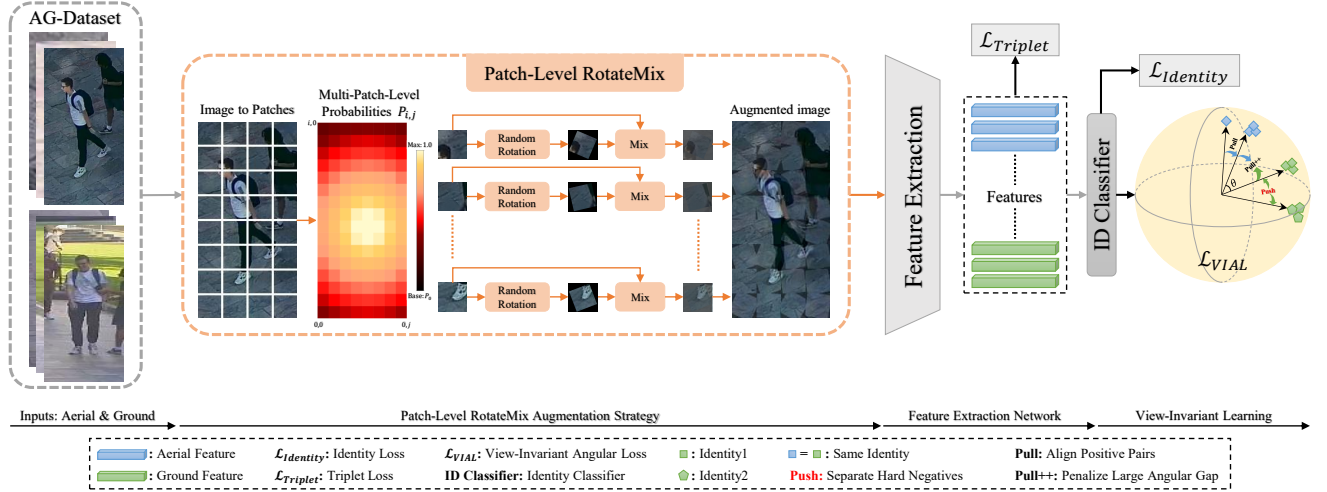 AG-Dataset
Patch-Level RotateMix
Image to Patches
Multi-Patch-Level
Probabilities P_{i,j}
i, 0
0,0
0, j
Max: 1.0
Base: P_0
Random
Rotation
Mix
Random
Rotation
Mix
Random
Rotation
Mix
Augmented image
Feature Extraction
ℒ_{Triplet}
Features
ID Classifier
ℒ_{Identity}
Pull
Pull++
Push
θ
ℒ_{VIAL}
Inputs: Aerial & Ground
Patch-Level RotateMix Augmentation Strategy
Feature Extraction Network
View-Invariant Learning
: Aerial Feature ℒ_{Identity}: Identity Loss ℒ_{VIAL}: View-Invariant Angular Loss : Identity1 = : Same Identity Pull: Align Positive Pairs
: Ground Feature ℒ_{Triplet}: Triplet Loss ID Classifier: Identity Classifier : Identity2 Push: Separate Hard Negatives Pull++: Penalize Large Angular Gap